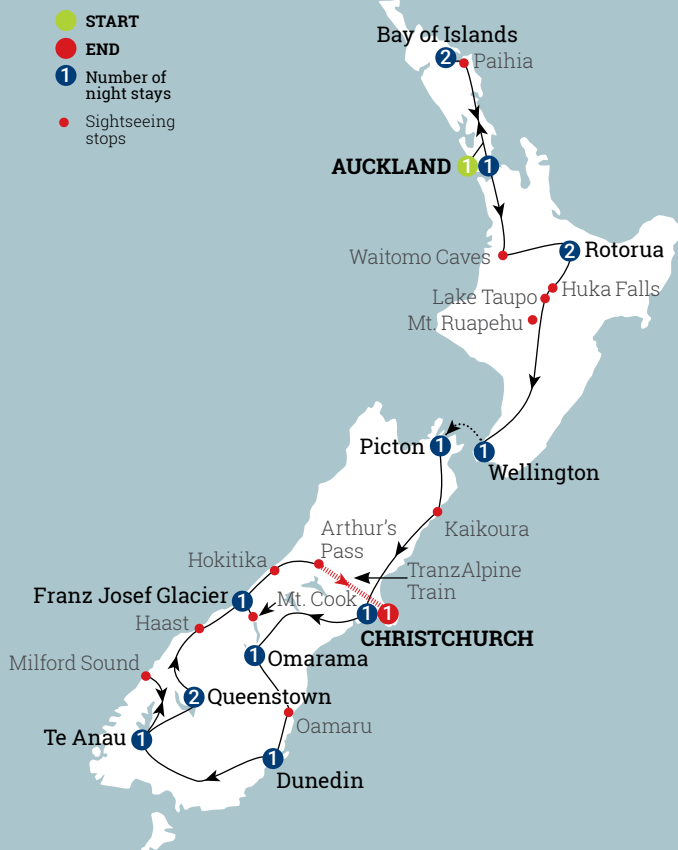 START
END
1 Number of
night stays
Sightseeing
stops
Bay of Islands
2 Paihia
AUCKLAND 1 1
Waitomo Caves
2 Rotorua
Huka Falls
Lake Taupo
Mt. Ruapehu
Picton 1
1
Wellington
Kaikoura
Arthur's
Pass
Hokitika
TranzAlpine
Train
Franz Josef Glacier 1
Mt. Cook
1 1
CHRISTCHURCH
Haast
1 Omarama
Milford Sound
2 Queenstown
Oamaru
Te Anau 1
1
Dunedin